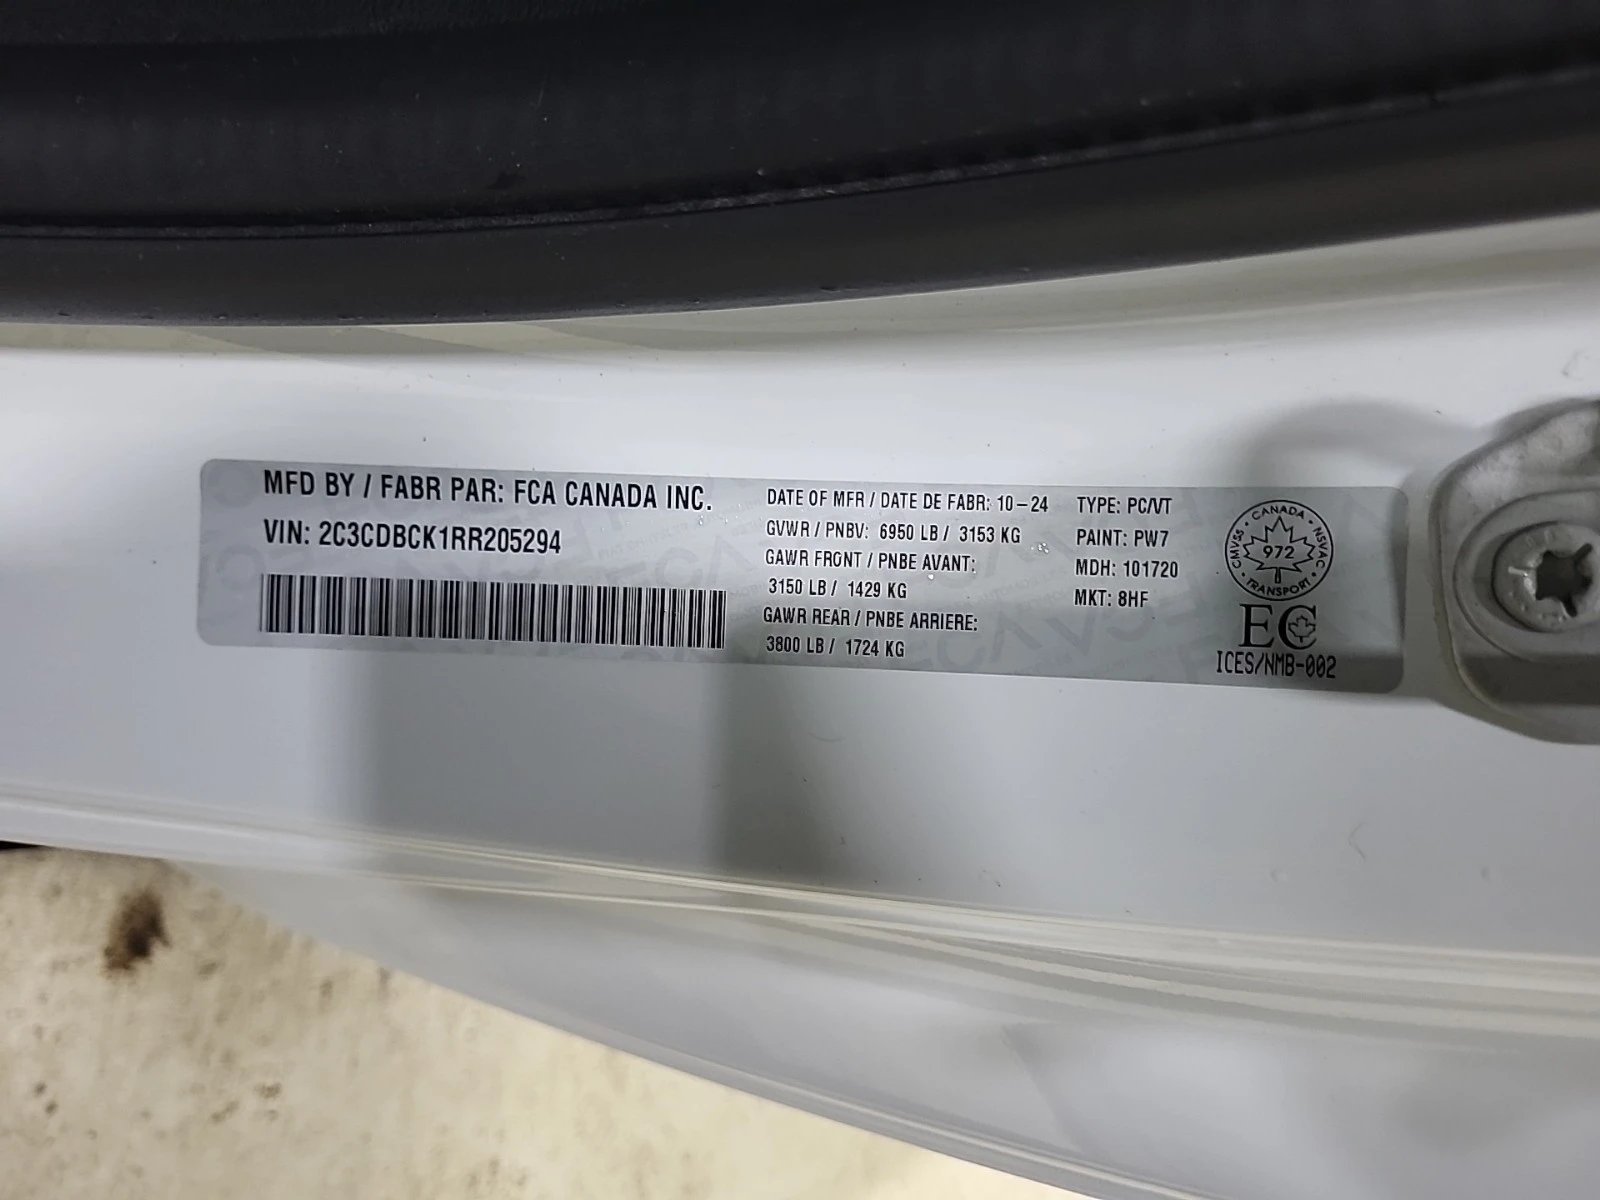 MFD BY / FABR PAR: FCA CANADA INC.
VIN: 2C3CDBCK1RR205294
DATE OF MFR / DATE DE FABR: 10-24
GVWR / PNBV: 6950 LB / 3153 KG
GAWR FRONT / PNBE AVANT:
3150 LB / 1429 KG
GAWR REAR / PNBE ARRIERE:
3800 LB / 1724 KG
TYPE: PC/VT
PAINT: PW7
MDH: 101720
MKT: 8HF
CANADA • NSVAC • TRANSPORT • CMVSS •
972
EC
ICES/NMB-002